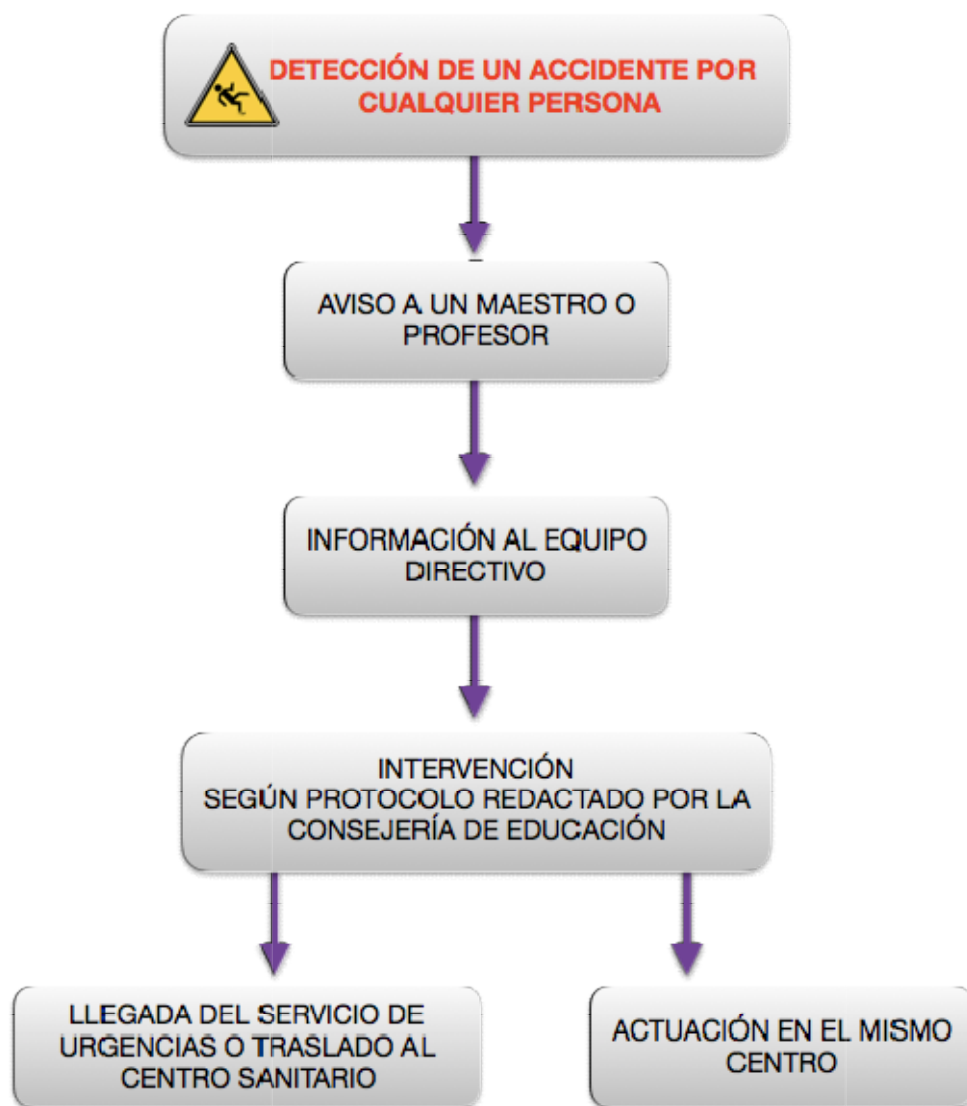 DETECCIÓN DE UN ACCIDENTE POR
CUALQUIER PERSONA
AVISO A UN MAESTRO O
PROFESOR
INFORMACIÓN AL EQUIPO
DIRECTIVO
INTERVENCIÓN
SEGÚN PROTOCOLO REDACTADO POR LA
CONSEJERÍA DE EDUCACIÓN
LLEGADA DEL SERVICIO DE
URGENCIAS O TRASLADO AL
CENTRO SANITARIO
ACTUACIÓN EN EL MISMO
CENTRO